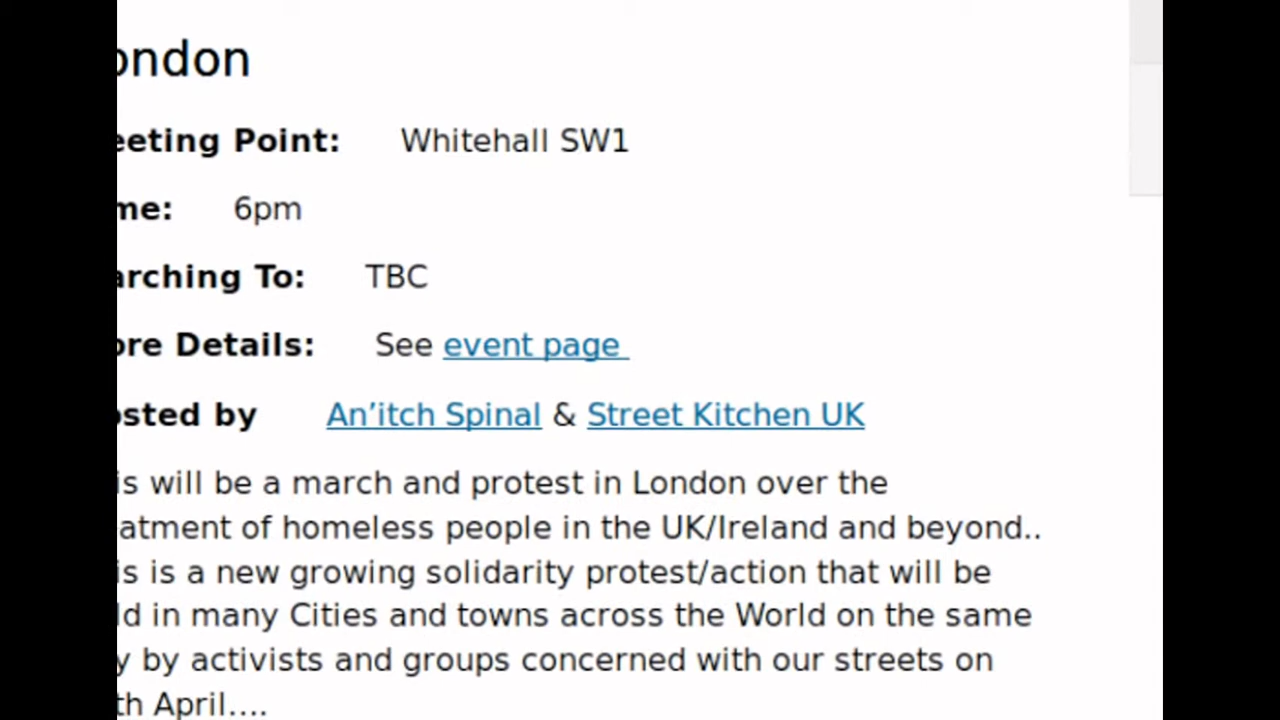 ondon
eeting Point: Whitehall SW1
me: 6pm
arching To: TBC
ore Details: See event page
osted by An’itch Spinal & Street Kitchen UK
is will be a march and protest in London over the
atment of homeless people in the UK/Ireland and beyond..
is is a new growing solidarity protest/action that will be
ld in many Cities and towns across the World on the same
y by activists and groups concerned with our streets on
th April....